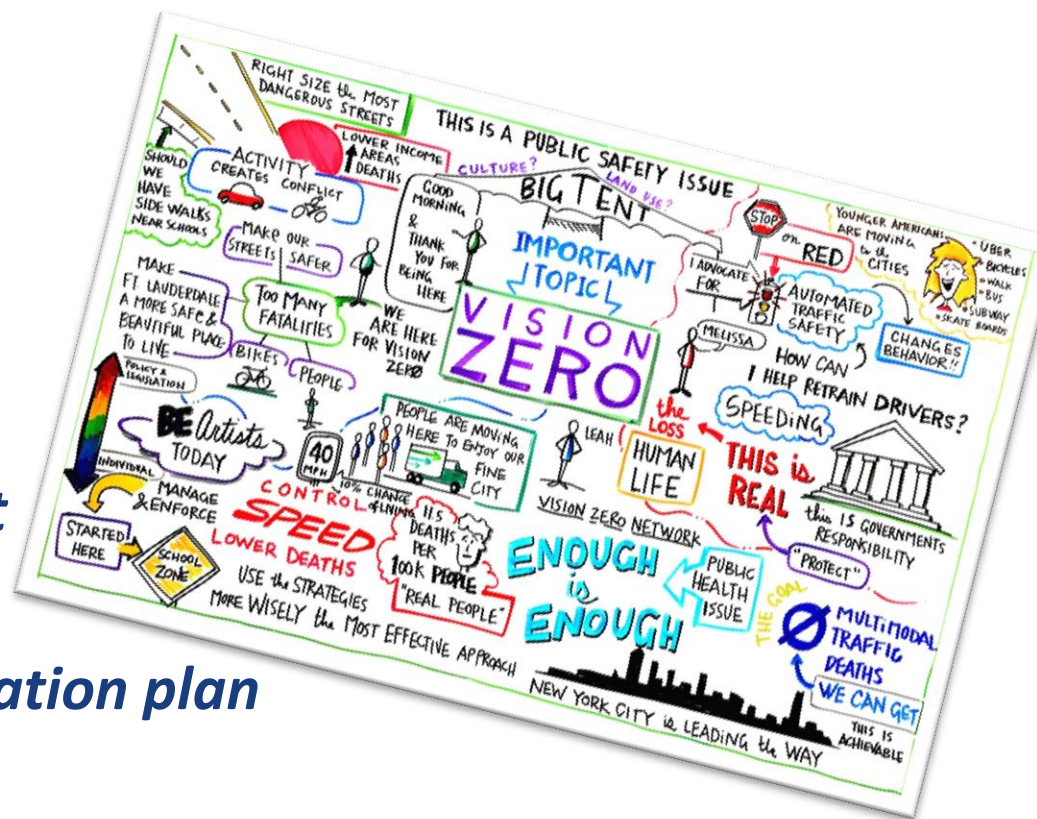 RIGHT SIZE the MOST
DANGEROUS STREETS
THIS IS A PUBLIC SAFETY ISSUE
LOWER INCOME
AREAS
DEATHS
CULTURE?
LAND USE?
BIG TENT
SHOULD
WE
HAVE
SIDE WALKS
NEAR SCHOOLS
ACTIVITY
CREATES CONFLICT
GOOD
MORNING
&
THANK
YOU FOR
BEING
HERE
IMPORTANT
TOPIC
VISION
ZERO
I ADVOCATE
FOR
STOP
on
RED
YOUNGER AMERICANS
ARE MOVING
to the
CITIES
UBER
BICYCLES
WALK
BUS
SUBWAY
SKATE BOARDS
MAKE OUR
STREETS SAFER
MAKE
FT LAUDERDALE
A MORE SAFE &
BEAUTIFUL PLACE
TO LIVE
TOO MANY
FATALITIES
BIKES
PEOPLE
WE
ARE HERE
FOR VISION
ZERØ
AUTOMATED
TRAFFIC
SAFETY
CHANGES
BEHAVIOR!!
MELISSA
HOW CAN
I HELP RETRAIN DRIVERS?
SPEEDING
POLICY &
LEGISLATION
BE Artists
TODAY
INDIVIDUAL
40
MPH
10% CHANCE
PEOPLE ARE MOVING
HERE TO ENJOY OUR
FINE
CITY
LEAH
the
LOSS
HUMAN
LIFE
THIS is
REAL
this IS GOVERNMENTS
RESPONSIBILITY
"PROTECT"
MANAGE
& ENFORCE
STARTED
HERE
SCHOOL
ZONE
CONTROL
SPEED
LOWER DEATHS
DEATHS
PER
100K PEOPLE
"REAL PEOPLE"
VISION ZERO NETWORK
ENOUGH
is
ENOUGH
PUBLIC
HEALTH
ISSUE
THE GOAL
MULTIMODAL
TRAFFIC
DEATHS
WE CAN GET
THIS IS
ACHIEVABLE
USE the STRATEGIES
MORE WISELY the MOST EFFECTIVE APPROACH
NEW YORK CITY is LEADING the WAY
t
ation plan